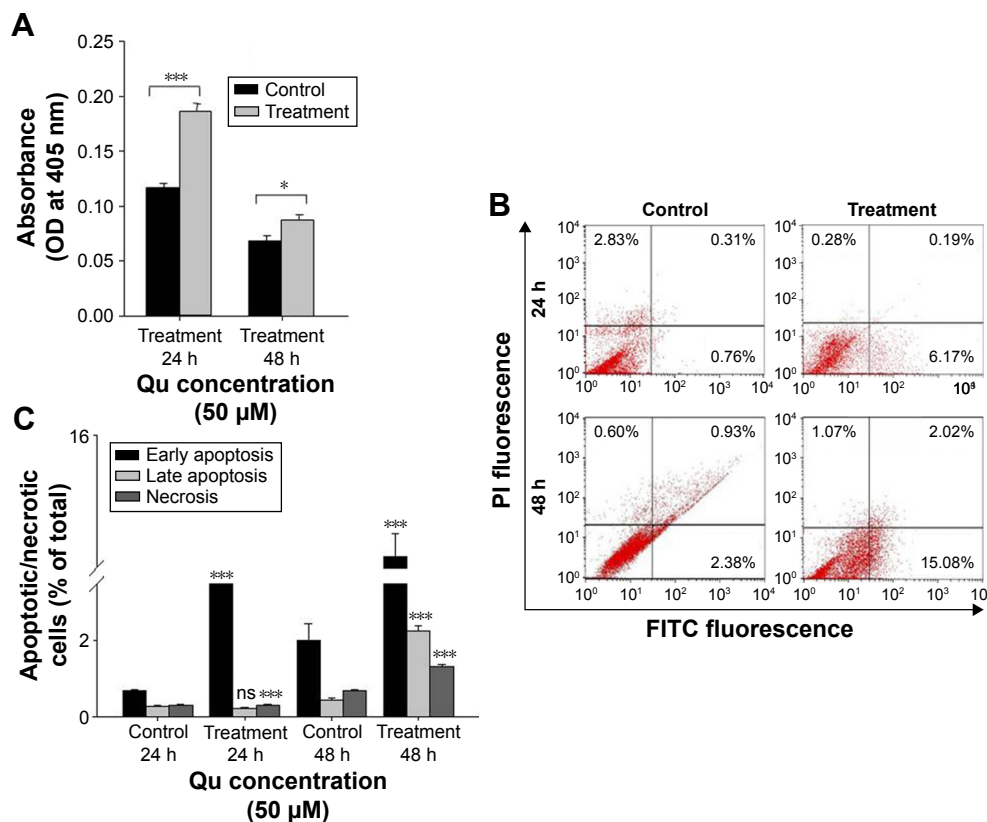 A
0.25
0.20
0.15
0.10
0.05
0.00
Absorbance
(OD at 405 nm)
***
*
Control
Treatment
Treatment
24 h
Treatment
48 h
Qu concentration
(50 µM)
B
Control
Treatment
24 h
48 h
PI fluorescence
10⁴
10³
10²
10¹
10⁰
2.83%
0.31%
0.76%
10⁰ 10¹ 10² 10³ 10⁴
10⁴
10³
10²
10¹
10⁰
0.28%
0.19%
6.17%
10⁰ 10¹ 10²
10⁴
10³
10²
10¹
10⁰
0.60%
0.93%
2.38%
10⁰ 10¹ 10² 10³ 10⁴
10⁴
10³
10²
10¹
10⁰
1.07%
2.02%
15.08%
10⁰ 10¹ 10² 10³ 10
FITC fluorescence
C
16
2
0
Apoptotic/necrotic
cells (% of total)
Early apoptosis
Late apoptosis
Necrosis
***
ns ***
***
***
***
Control
24 h
Treatment
24 h
Control
48 h
Treatment
48 h
Qu concentration
(50 µM)